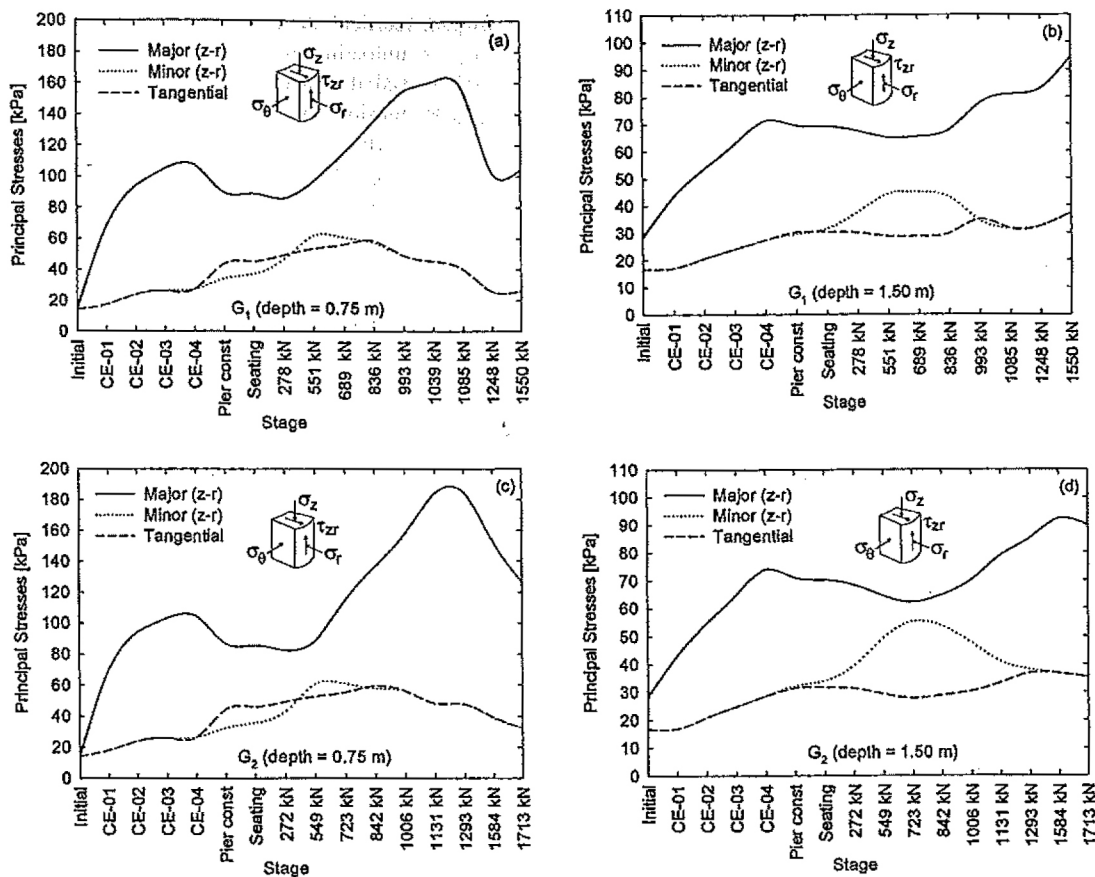 (a)
Major (z-r)
Minor (z-r)
Tangential
σz
τzr
σθ
σr
Principal Stresses [kPa]
200
180
160
140
120
100
80
60
40
20
0
G1 (depth = 0.75 m)
Initial
CE-01
CE-02
CE-03
CE-04
Pier const
Seating
278 kN
551 kN
689 kN
836 kN
993 kN
1039 kN
1085 kN
1248 kN
1550 kN
Stage
(b)
Major (z-r)
Minor (z-r)
Tangential
σz
τzr
σθ
σr
Principal Stresses [kPa]
110
100
90
80
70
60
50
40
30
20
10
0
G1 (depth = 1.50 m)
Initial
CE-01
CE-02
CE-03
CE-04
Pier const
Seating
278 kN
551 kN
689 kN
836 kN
993 kN
1085 kN
1248 kN
1550 kN
Stage
(c)
Major (z-r)
Minor (z-r)
Tangential
σz
τzr
σθ
σr
Principal Stresses [kPa]
200
180
160
140
120
100
80
60
40
20
0
G2 (depth = 0.75 m)
Initial
CE-01
CE-02
CE-03
CE-04
Pier const
Seating
272 kN
549 kN
723 kN
842 kN
1006 kN
1131 kN
1293 kN
1584 kN
1713 kN
Stage
(d)
Major (z-r)
Minor (z-r)
Tangential
σz
τzr
σθ
σr
Principal Stresses [kPa]
110
100
90
80
70
60
50
40
30
20
10
0
G2 (depth = 1.50 m)
Initial
CE-01
CE-02
CE-03
CE-04
Pier const
Seating
272 kN
549 kN
723 kN
842 kN
1006 kN
1131 kN
1293 kN
1584 kN
1713 kN
Stage